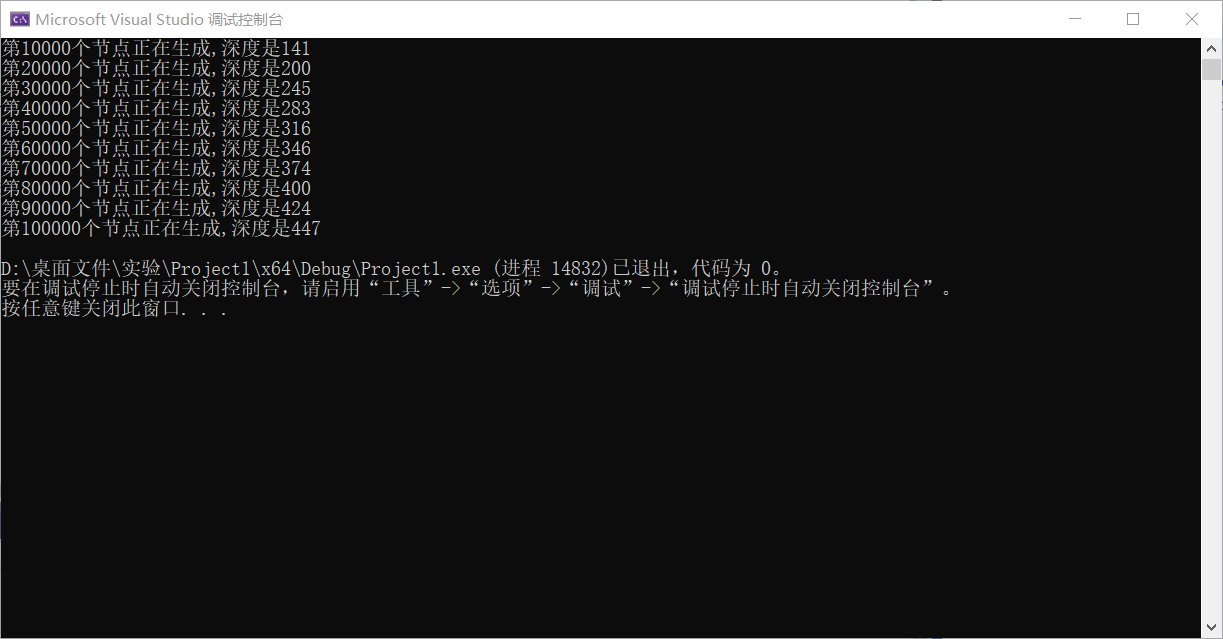 Microsoft Visual Studio 调试控制台
第10000个节点正在生成,深度是141
第20000个节点正在生成,深度是200
第30000个节点正在生成,深度是245
第40000个节点正在生成,深度是283
第50000个节点正在生成,深度是316
第60000个节点正在生成,深度是346
第70000个节点正在生成,深度是374
第80000个节点正在生成,深度是400
第90000个节点正在生成,深度是424
第100000个节点正在生成,深度是447
D:\桌面文件\实验\Project1\x64\Debug\Project1.exe (进程 14832)已退出，代码为 0。
要在调试停止时自动关闭控制台，请启用“工具”->“选项”->“调试”->“调试停止时自动关闭控制台”。
按任意键关闭此窗口. . .